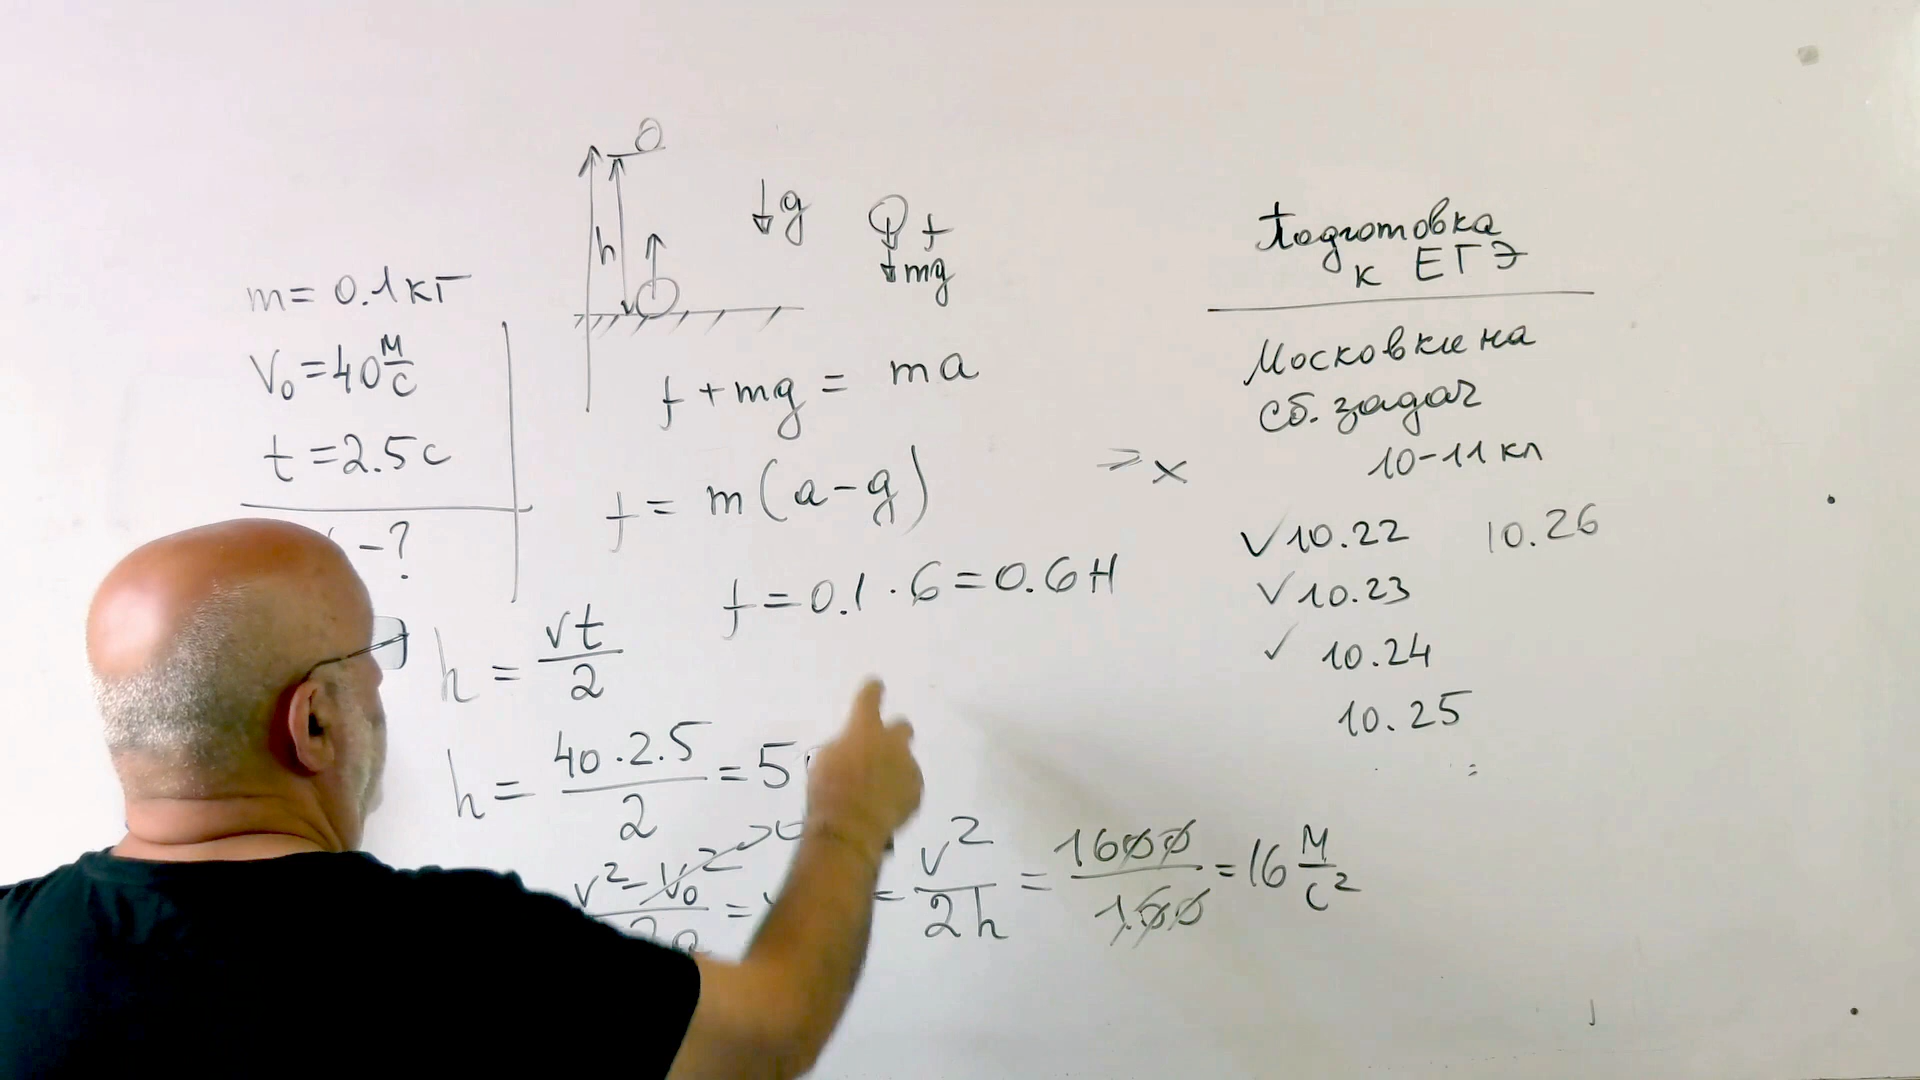 m = 0.1 кг
V₀ = 40 м/с
t = 2.5 с
-?
h
g
f
mg
f + mg = ma
f = m(a - g)
f = 0.1 · 6 = 0.6 Н
h = vt/2
h = 40 · 2.5/2 = 5
v² - v₀²
= v²/2h = 1600/100 = 16 м/с²
=> x
Подготовка
к ЕГЭ
Московкина
Сб. задач
10-11 кл
✓ 10.22 10.26
✓ 10.23
✓ 10.24
10.25